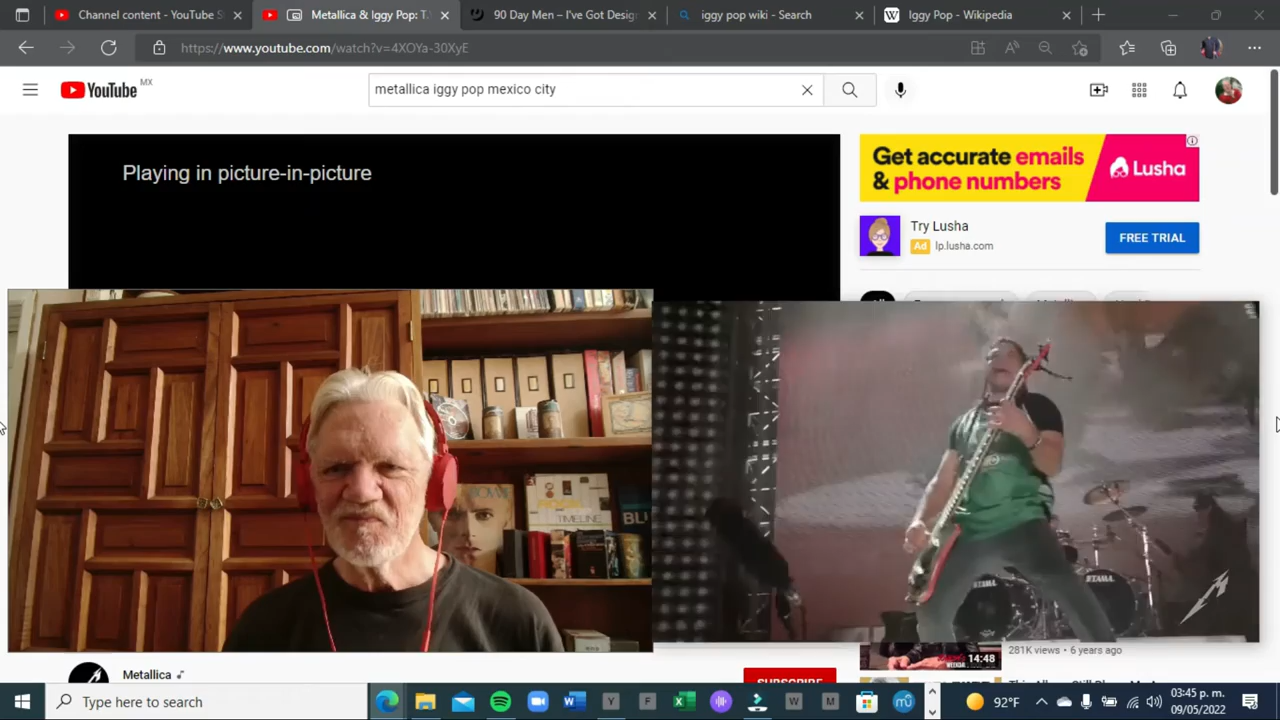 Channel content - YouTube S
Metallica & Iggy Pop: T.V
90 Day Men – I've Got Desig
iggy pop wiki - Search
Iggy Pop - Wikipedia
https://www.youtube.com/watch?v=4XOYa-30XyE
YouTube MX
metallica iggy pop mexico city
Playing in picture-in-picture
Get accurate emails
& phone numbers
Lusha
Try Lusha
Ad lp.lusha.com
FREE TRIAL
BOWIE
TIMELINE
BLU
TAMA
TAMA
14:48
281K views • 6 years ago
Metallica
SUBSCRIBE
Type here to search
92°F
03:45 p. m.
09/05/2022